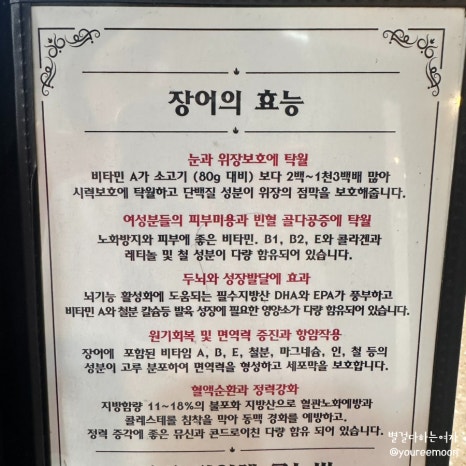 장어의 효능
눈과 위장보호에 탁월
비타민 A가 소고기 (80g 대비) 보다 2백~1천3백배 많아
시력보호에 탁월하고 단백질 성분이 위장의 점막을 보호해줍니다.
여성분들의 피부미용과 빈혈 골다공증에 탁월
노화방지와 피부에 좋은 비타민. B1, B2, E와 콜라겐과
레티놀 및 철 성분이 다량 함유되어 있습니다.
두뇌와 성장발달에 효과
뇌기능 활성화에 도움되는 필수지방산 DHA와 EPA가 풍부하고
비타민 A와 철분 칼슘등 발육 성장에 필요한 영양소가 다량 함유되어 있습니다.
원기회복 및 면역력 증진과 항암작용
장어에 포함된 비타임 A, B, E, 철분, 마그네슘, 인, 철 등의
성분이 고루 분포하여 면역력을 형성하고 세포막을 보호합니다.
혈액순환과 정력강화
지방함량 11~18%의 불포화 지방산으로 혈관노화예방과
콜레스테롤 침착을 막아 동맥 경화를 예방하고,
정력 증강에 좋은 뮤신과 콘드로이친 다량 함유 되어 있습니다.
별걸다하는여자
@youreemoon